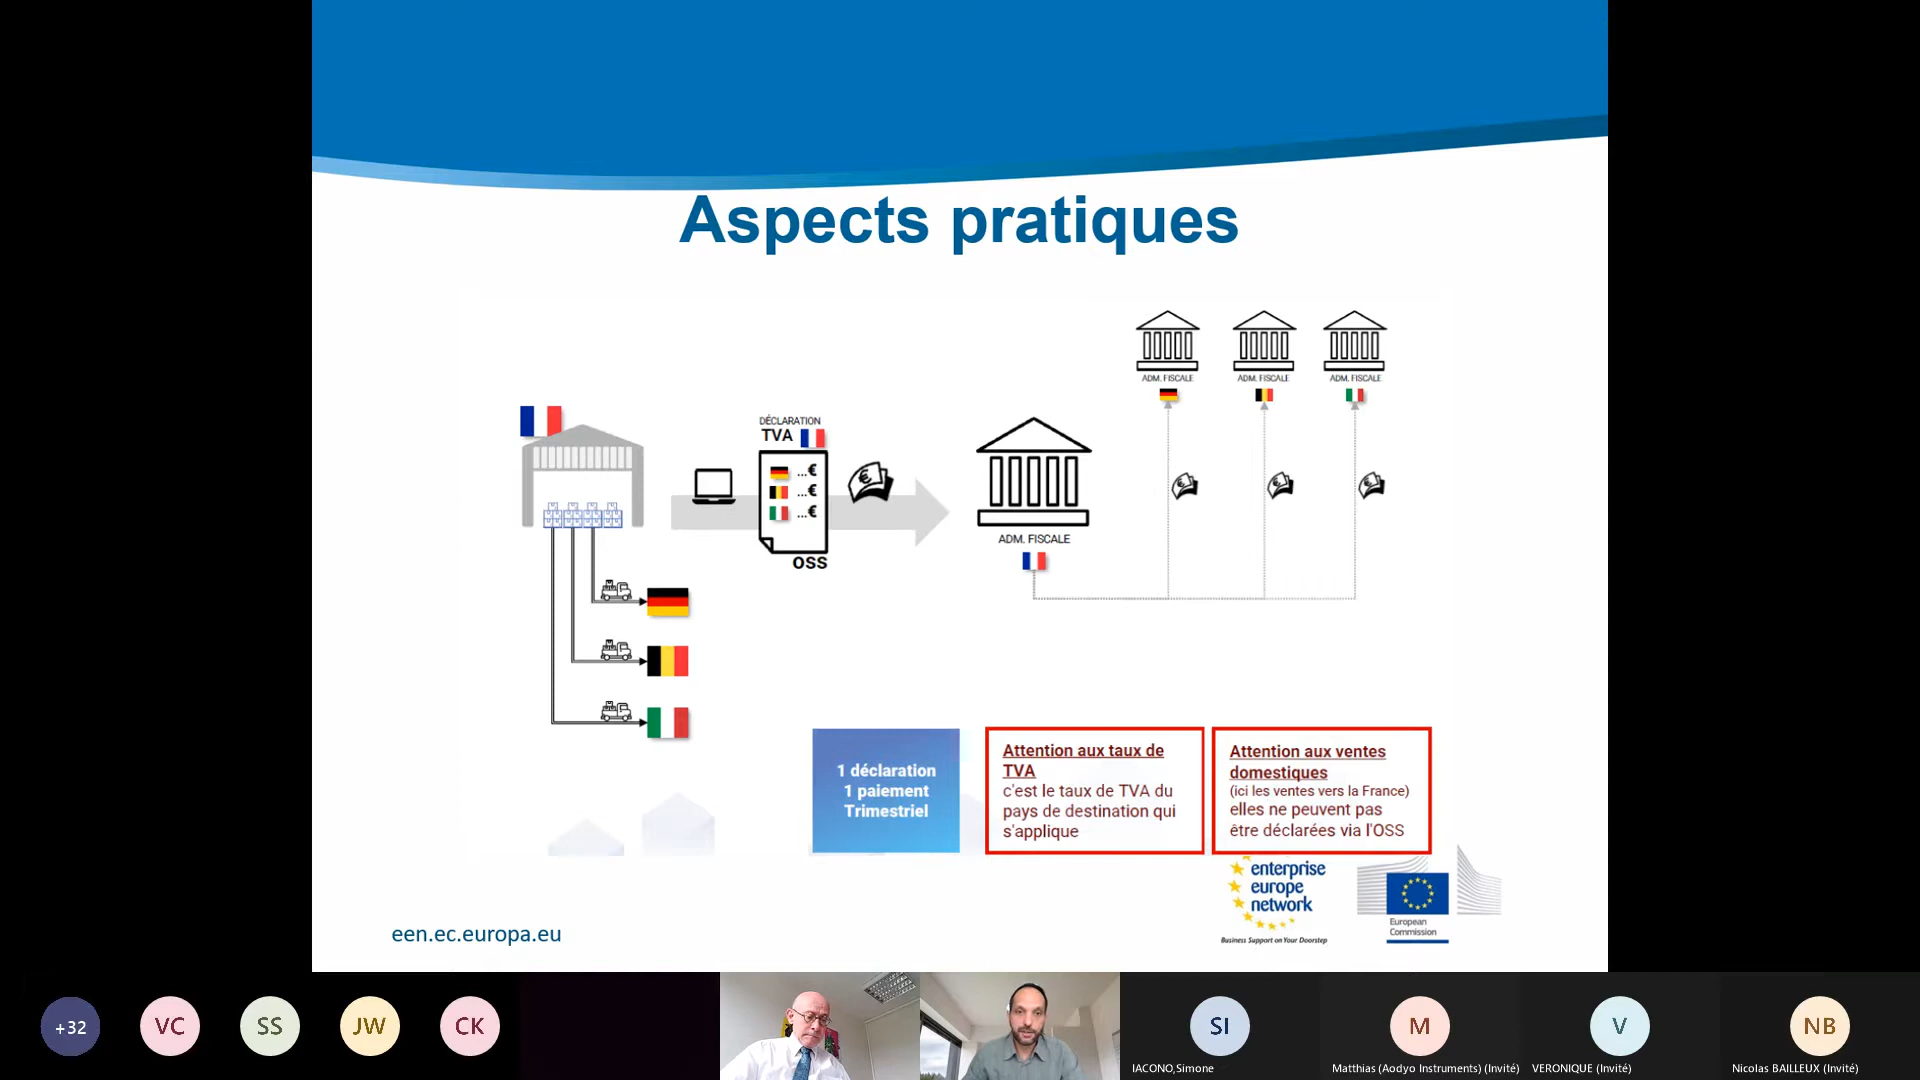 Aspects pratiques
ADM. FISCALE
ADM. FISCALE
ADM. FISCALE
DÉCLARATION
TVA
...€
...€
...€
OSS
€
ADM. FISCALE
1 déclaration
1 paiement
Trimestriel
Attention aux taux de
TVA
c'est le taux de TVA du
pays de destination qui
s'applique
Attention aux ventes
domestiques
(ici les ventes vers la France)
elles ne peuvent pas
être déclarées via l'OSS
enterprise
europe
network
Business Support on Your Doorstep
European
Commission
een.ec.europa.eu
+32
VC
SS
JW
CK
SI
M
V
NB
IACONO,Simone
Matthias (Aodyo Instruments) (Invité)
VERONIQUE (Invité)
Nicolas BAILLEUX (Invité)